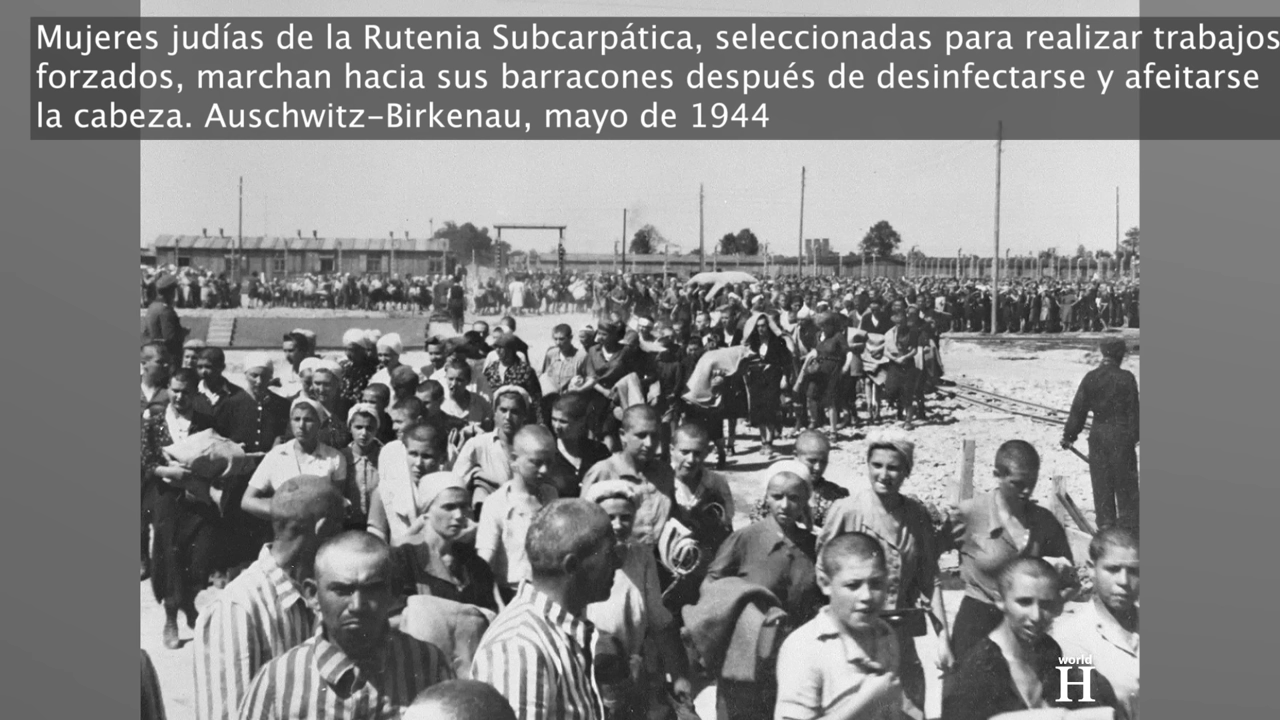 Mujeres judías de la Rutenia Subcarpática, seleccionadas para realizar trabajos
forzados, marchan hacia sus barracones después de desinfectarse y afeitarse
la cabeza. Auschwitz-Birkenau, mayo de 1944
world
H